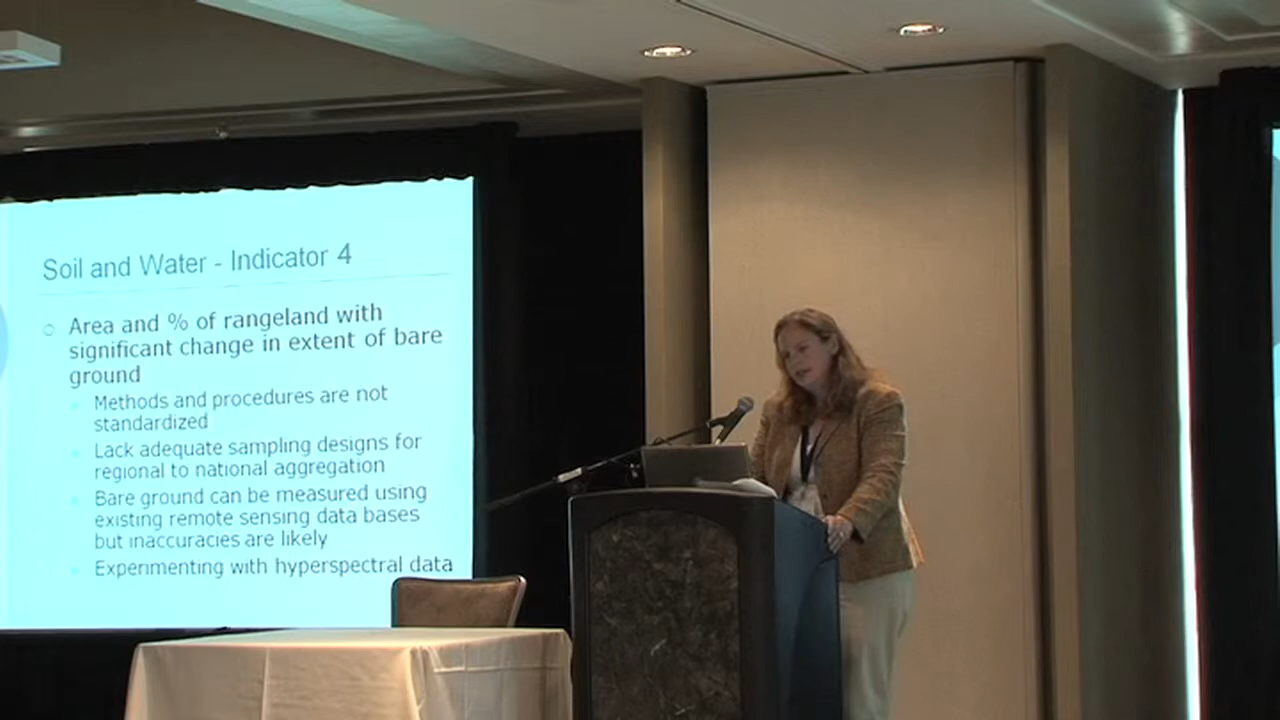 Soil and Water - Indicator 4
Area and % of rangeland with
significant change in extent of bare
ground
Methods and procedures are not
standardized
Lack adequate sampling designs for
regional to national aggregation
Bare ground can be measured using
existing remote sensing data bases
but inaccuracies are likely
Experimenting with hyperspectral data